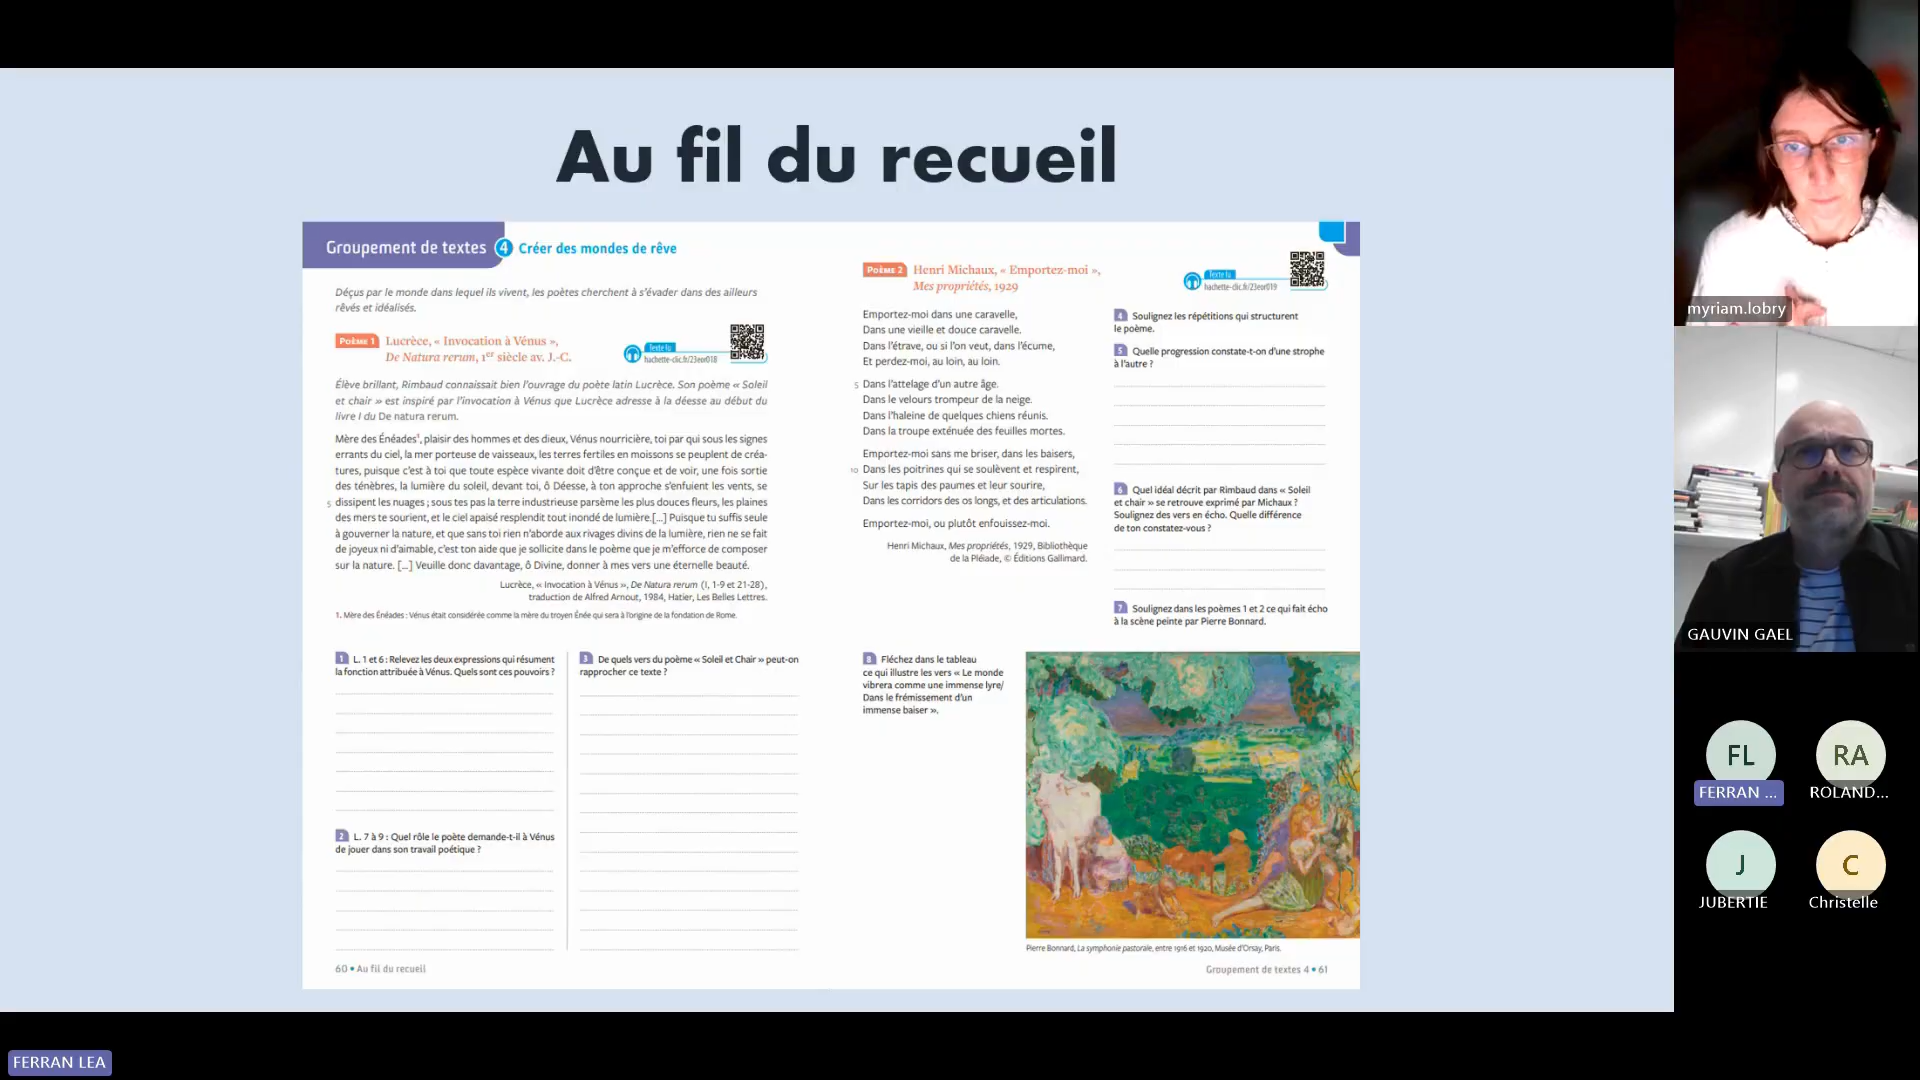 Au fil du recueil
Groupement de textes 4 Créer des mondes de rêve
Déçus par le monde dans lequel ils vivent, les poètes cherchent à s'évader dans des ailleurs
rêvés et idéalisés.
POÈME 1 Lucrèce, « Invocation à Vénus »,
De Natura rerum, 1er siècle av. J.-C.
Texte lu
hachette-clic.fr/23eor018
Élève brillant, Rimbaud connaissait bien l'ouvrage du poète latin Lucrèce. Son poème « Soleil
et chair » est inspiré par l'invocation à Vénus que Lucrèce adresse à la déesse au début du
livre I du De natura rerum.
Mère des Énéades1, plaisir des hommes et des dieux, Vénus nourricière, toi par qui sous les signes
errants du ciel, la mer porteuse de vaisseaux, les terres fertiles en moissons se peuplent de créa-
tures, puisque c'est à toi que toute espèce vivante doit d'être conçue et de voir, une fois sortie
des ténèbres, la lumière du soleil, devant toi, ô Déesse, à ton approche s'enfuient les vents, se
5 dissipent les nuages ; sous tes pas la terre industrieuse parsème les plus douces fleurs, les plaines
des mers te sourient, et le ciel apaisé resplendit tout inondé de lumière.[...] Puisque tu suffis seule
à gouverner la nature, et que sans toi rien n'aborde aux rivages divins de la lumière, rien ne se fait
de joyeux ni d'aimable, c'est ton aide que je sollicite dans le poème que je m'efforce de composer
sur la nature. [...] Veuille donc davantage, ô Divine, donner à mes vers une éternelle beauté.
Lucrèce, « Invocation à Vénus », De Natura rerum (I, 1-9 et 21-28),
traduction de Alfred Arnout, 1984, Hatier, Les Belles Lettres.
1. Mère des Énéades : Vénus était considérée comme la mère du troyen Énée qui sera à l'origine de la fondation de Rome.
1 L. 1 et 6 : Relevez les deux expressions qui résument
la fonction attribuée à Vénus. Quels sont ces pouvoirs ?
2 L. 7 à 9 : Quel rôle le poète demande-t-il à Vénus
de jouer dans son travail poétique ?
3 De quels vers du poème « Soleil et Chair » peut-on
rapprocher ce texte ?
60 • Au fil du recueil
POÈME 2 Henri Michaux, « Emportez-moi »,
Mes propriétés, 1929
Texte lu
hachette-clic.fr/23eor019
Emportez-moi dans une caravelle,
Dans une vieille et douce caravelle.
Dans l'étrave, ou si l'on veut, dans l'écume,
Et perdez-moi, au loin, au loin.
5 Dans l'attelage d'un autre âge.
Dans le velours trompeur de la neige.
Dans l'haleine de quelques chiens réunis.
Dans la troupe exténuée des feuilles mortes.
Emportez-moi sans me briser, dans les baisers,
10 Dans les poitrines qui se soulèvent et respirent,
Sur les tapis des paumes et leur sourire,
Dans les corridors des os longs, et des articulations.
Emportez-moi, ou plutôt enfouissez-moi.
Henri Michaux, Mes propriétés, 1929, Bibliothèque
de la Pléiade, © Éditions Gallimard.
4 Soulignez les répétitions qui structurent
le poème.
5 Quelle progression constate-t-on d'une strophe
à l'autre ?
6 Quel idéal décrit par Rimbaud dans « Soleil
et chair » se retrouve exprimé par Michaux ?
Soulignez des vers en écho. Quelle différence
de ton constatez-vous ?
7 Soulignez dans les poèmes 1 et 2 ce qui fait écho
à la scène peinte par Pierre Bonnard.
8 Fléchez dans le tableau
ce qui illustre les vers « Le monde
vibrera comme une immense lyre/
Dans le frémissement d'un
immense baiser ».
Pierre Bonnard, La symphonie pastorale, entre 1916 et 1920, Musée d'Orsay, Paris.
Groupement de textes 4 • 61
myriam.lobry
GAUVIN GAEL
FL
FERRAN ...
RA
ROLAND...
J
JUBERTIE
C
Christelle
FERRAN LEA